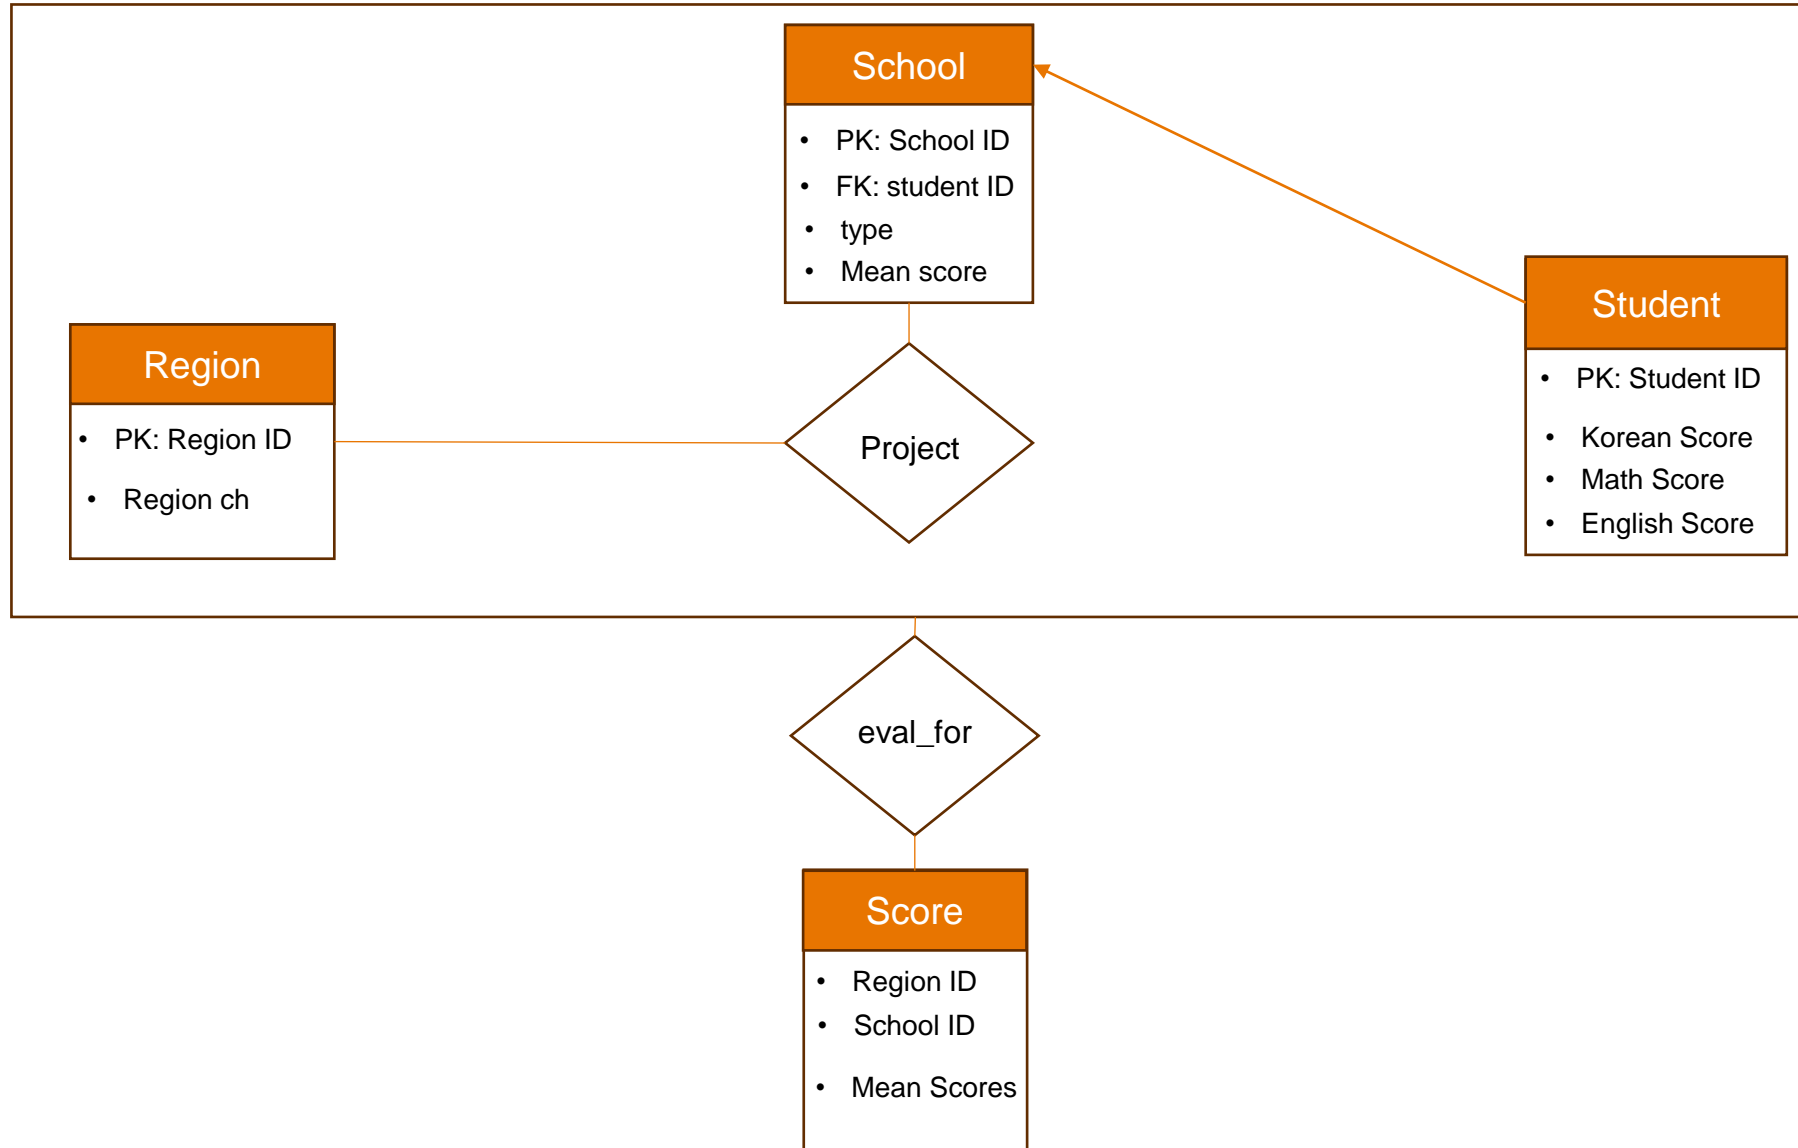 School
PK: School ID
FK: student ID
type
Mean score
Region
PK: Region ID
Region ch
Project
Student
PK: Student ID
Korean Score
Math Score
English Score
eval_for
Score
Region ID
School ID
Mean Scores